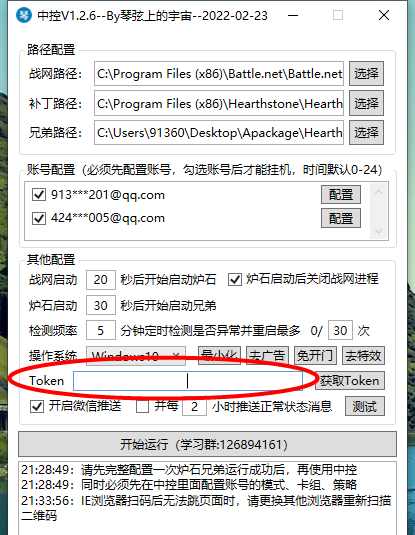 中控V1.2.6--By琴弦上的宇宙--2022-02-23
路径配置
战网路径： C:\Program Files (x86)\Battle.net\Battle.net 选择
补丁路径： C:\Program Files (x86)\Hearthstone\Hearth 选择
兄弟路径： C:\Users\91360\Desktop\Apackage\Hearth 选择
账号配置（必须先配置账号，勾选账号后才能挂机，时间默认0-24）
913***201@qq.com 配置
424***005@qq.com 配置
其他配置
战网启动 20 秒后开始启动炉石 炉石启动后关闭战网进程
炉石启动 30 秒后开始启动兄弟
检测频率 5 分钟定时检测是否异常并重启最多 0/ 30 次
操作系统 Windows10 最小化 去广告 免开门 去特效
Token 获取Token
开启微信推送 并每 2 小时推送正常状态消息 测试
开始运行（学习群:126894161）
21:28:49：请先完整配置一次炉石兄弟运行成功后，再使用中控
21:28:49：同时必须先在中控里面配置账号的模式、卡组、策略
21:33:56：IE浏览器扫码后无法跳页面时，请更换其他浏览器重新扫描
二维码